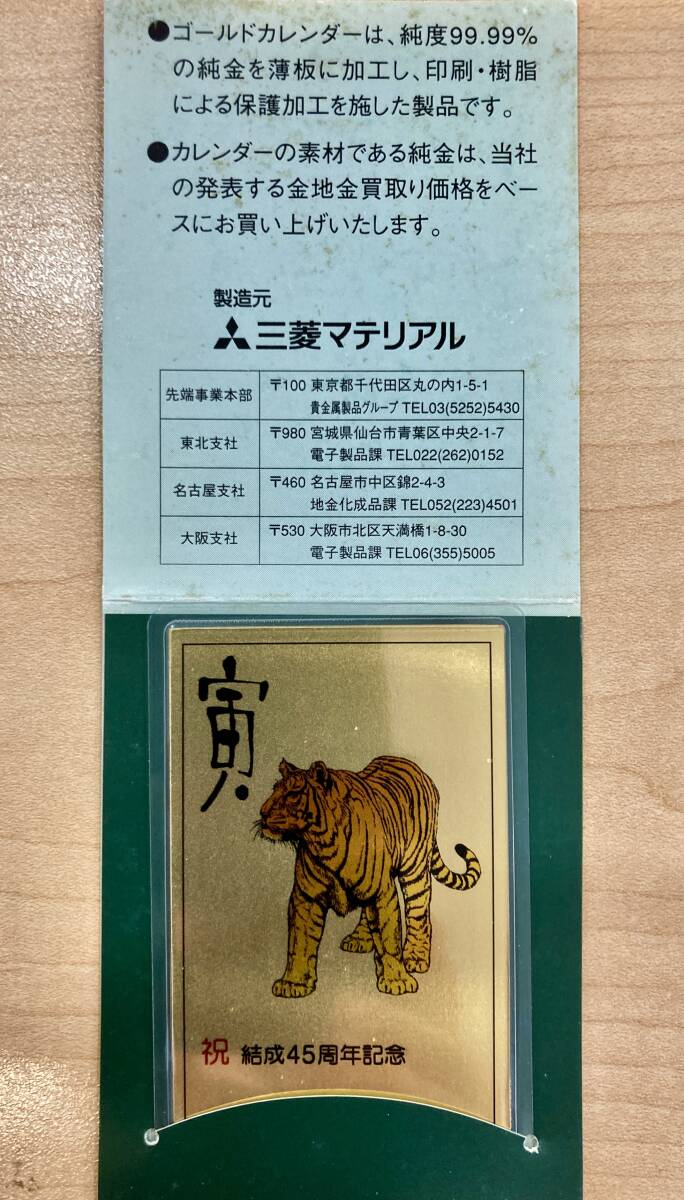 ●ゴールドカレンダーは、純度99.99%
の純金を薄板に加工し、印刷・樹脂
による保護加工を施した製品です。
●カレンダーの素材である純金は、当社
の発表する金地金買取り価格をベー
スにお買い上げいたします。
製造元
三菱マテリアル
先端事業本部 〒100 東京都千代田区丸の内1-5-1
貴金属製品グループ TEL03(5252)5430
東北支社 〒980 宮城県仙台市青葉区中央2-1-7
電子製品課 TEL022(262)0152
名古屋支社 〒460 名古屋市中区錦2-4-3
地金化成品課 TEL052(223)4501
大阪支社 〒530 大阪市北区天満橋1-8-30
電子製品課 TEL06(355)5005
寅
祝 結成45周年記念